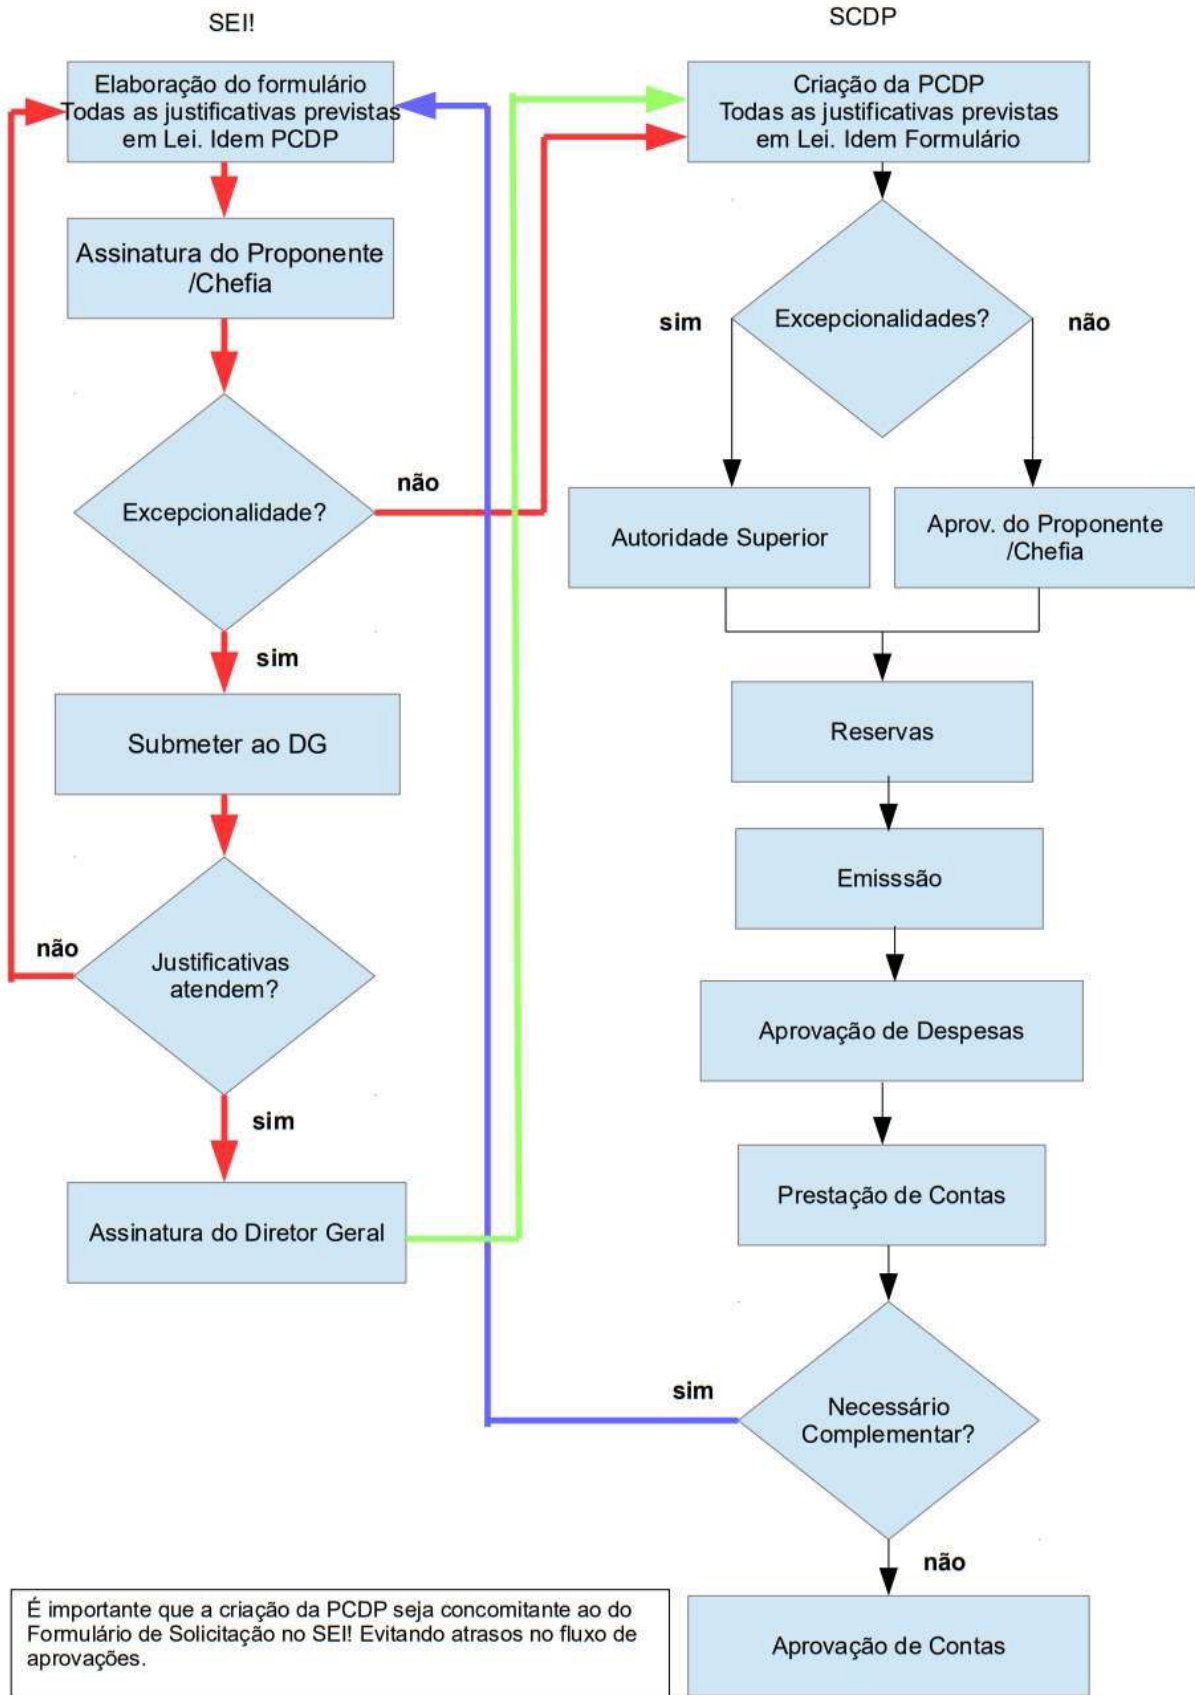 SEI!
Elaboração do formulário
Todas as justificativas previstas
em Lei. Idem PCDP
Assinatura do Proponente
/Chefia
Excepcionalidade?
não
sim
Submeter ao DG
Justificativas
atendem?
não
sim
Assinatura do Diretor Geral
SCDP
Criação da PCDP
Todas as justificativas previstas
em Lei. Idem Formulário
Excepcionalidades?
sim
não
Autoridade Superior
Aprov. do Proponente
/Chefia
Reservas
Emisssão
Aprovação de Despesas
Prestação de Contas
Necessário
Complementar?
sim
não
Aprovação de Contas
É importante que a criação da PCDP seja concomitante ao do
Formulário de Solicitação no SEI! Evitando atrasos no fluxo de
aprovações.